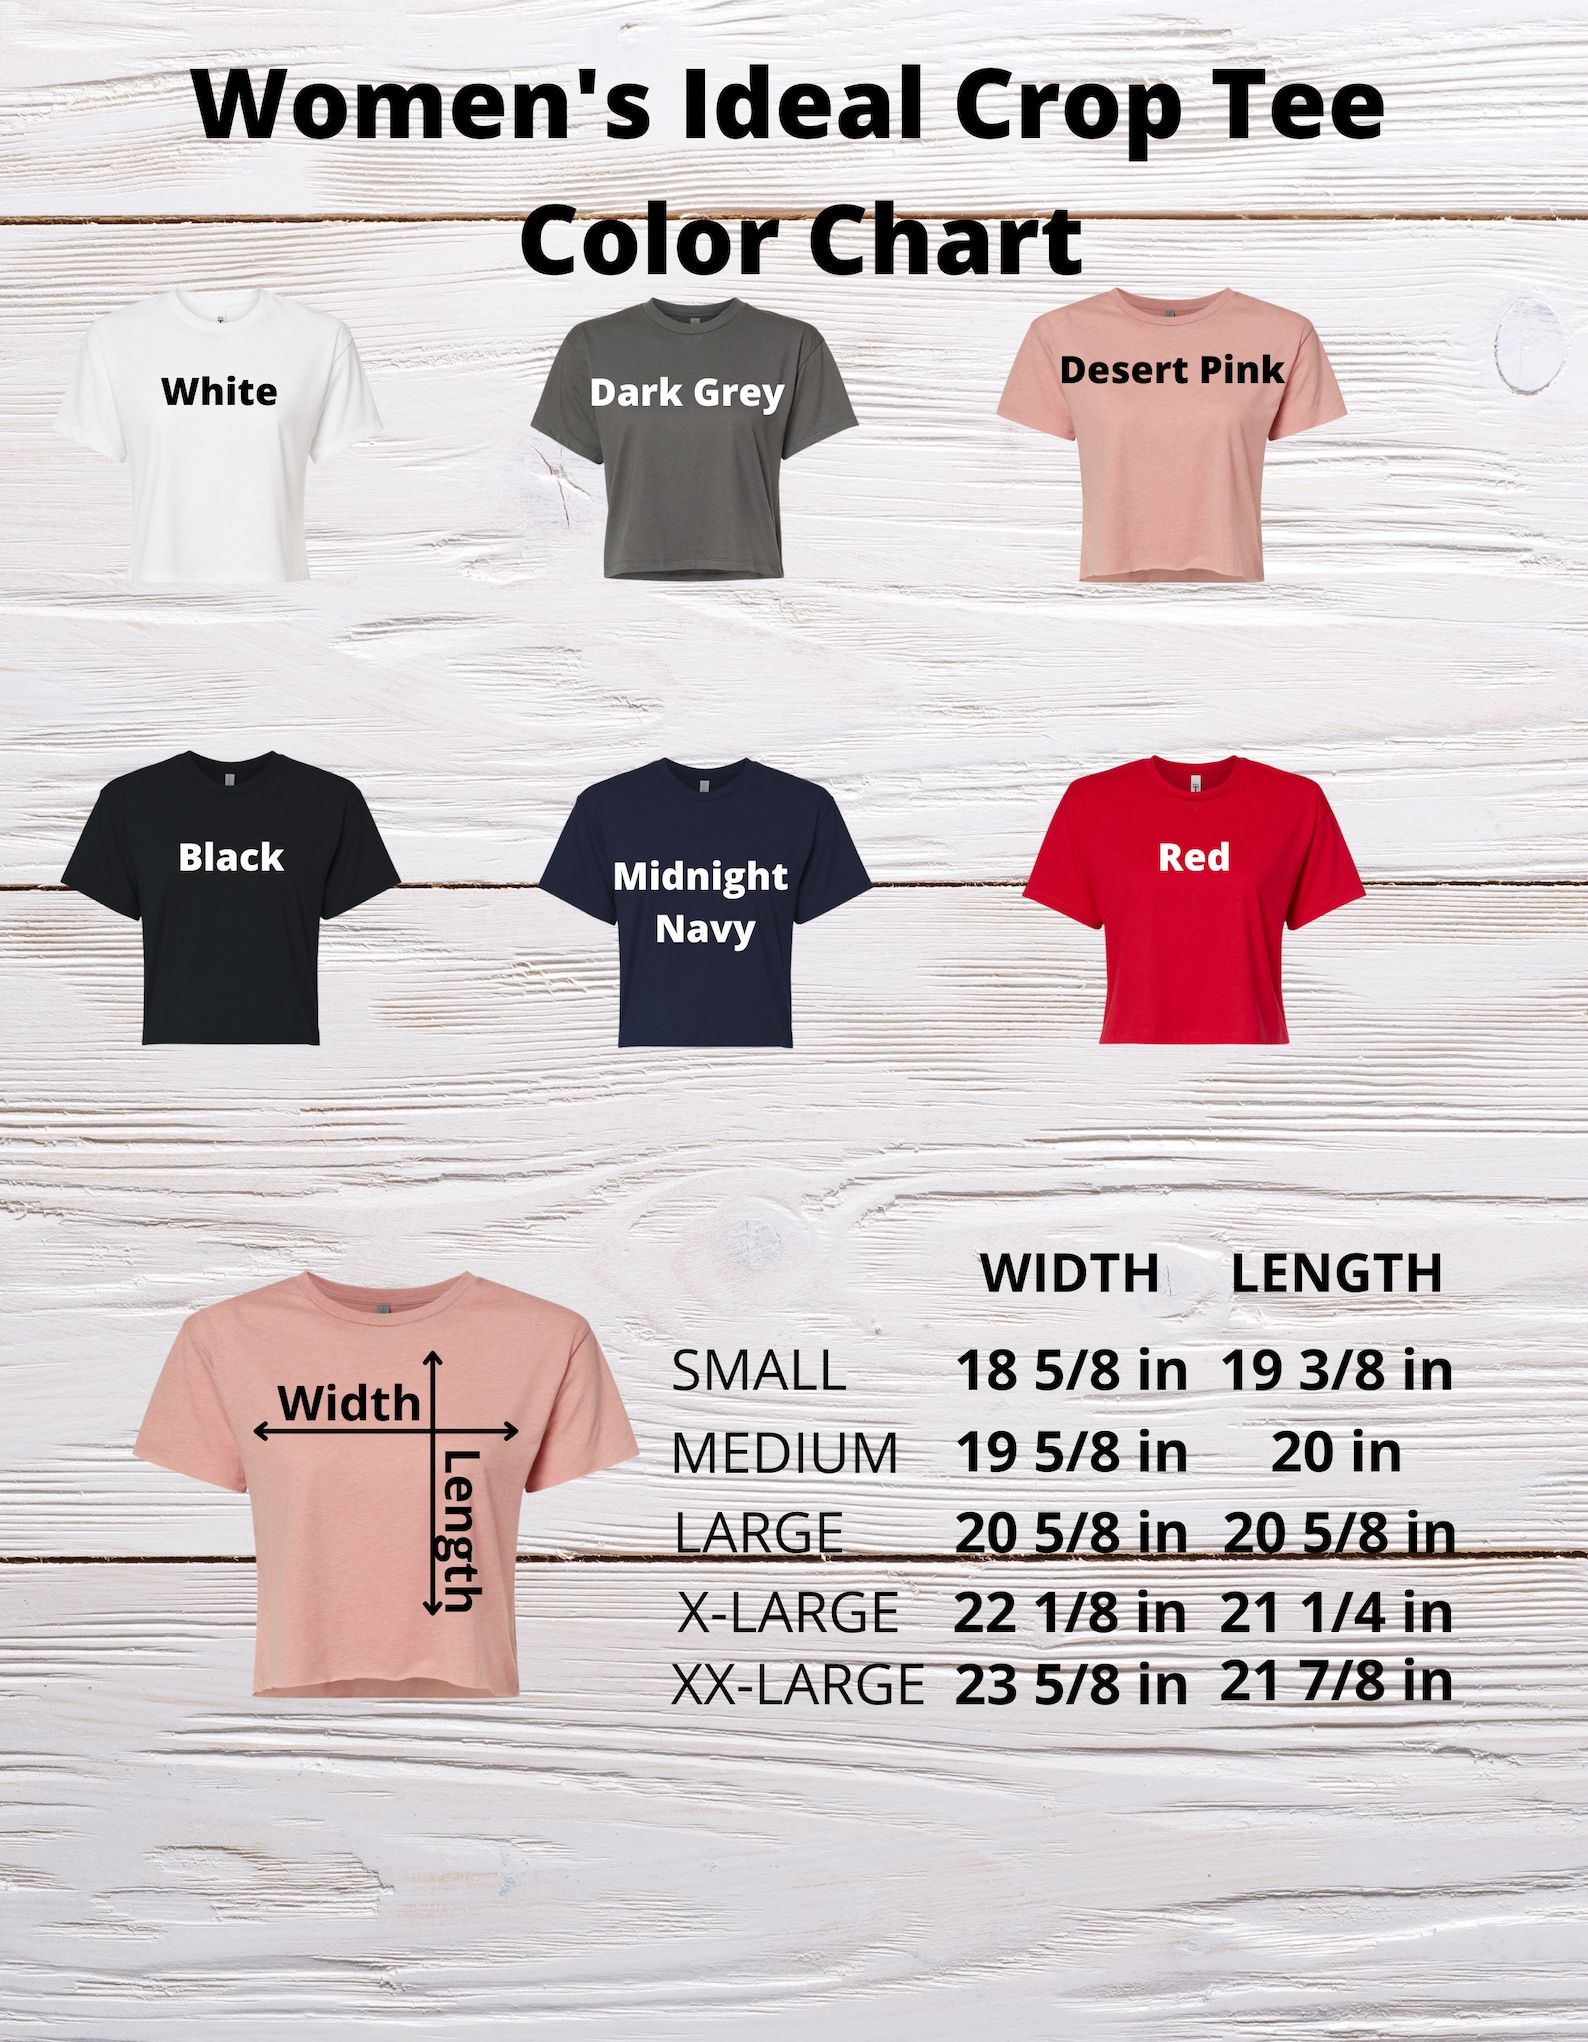 Women's Ideal Crop Tee
Color Chart
White
Dark Grey
Desert Pink
Black
Midnight
Navy
Red
WIDTH LENGTH
SMALL 18 5/8 in 19 3/8 in
MEDIUM 19 5/8 in 20 in
LARGE 20 5/8 in 20 5/8 in
X-LARGE 22 1/8 in 21 1/4 in
XX-LARGE 23 5/8 in 21 7/8 in
Width
Length